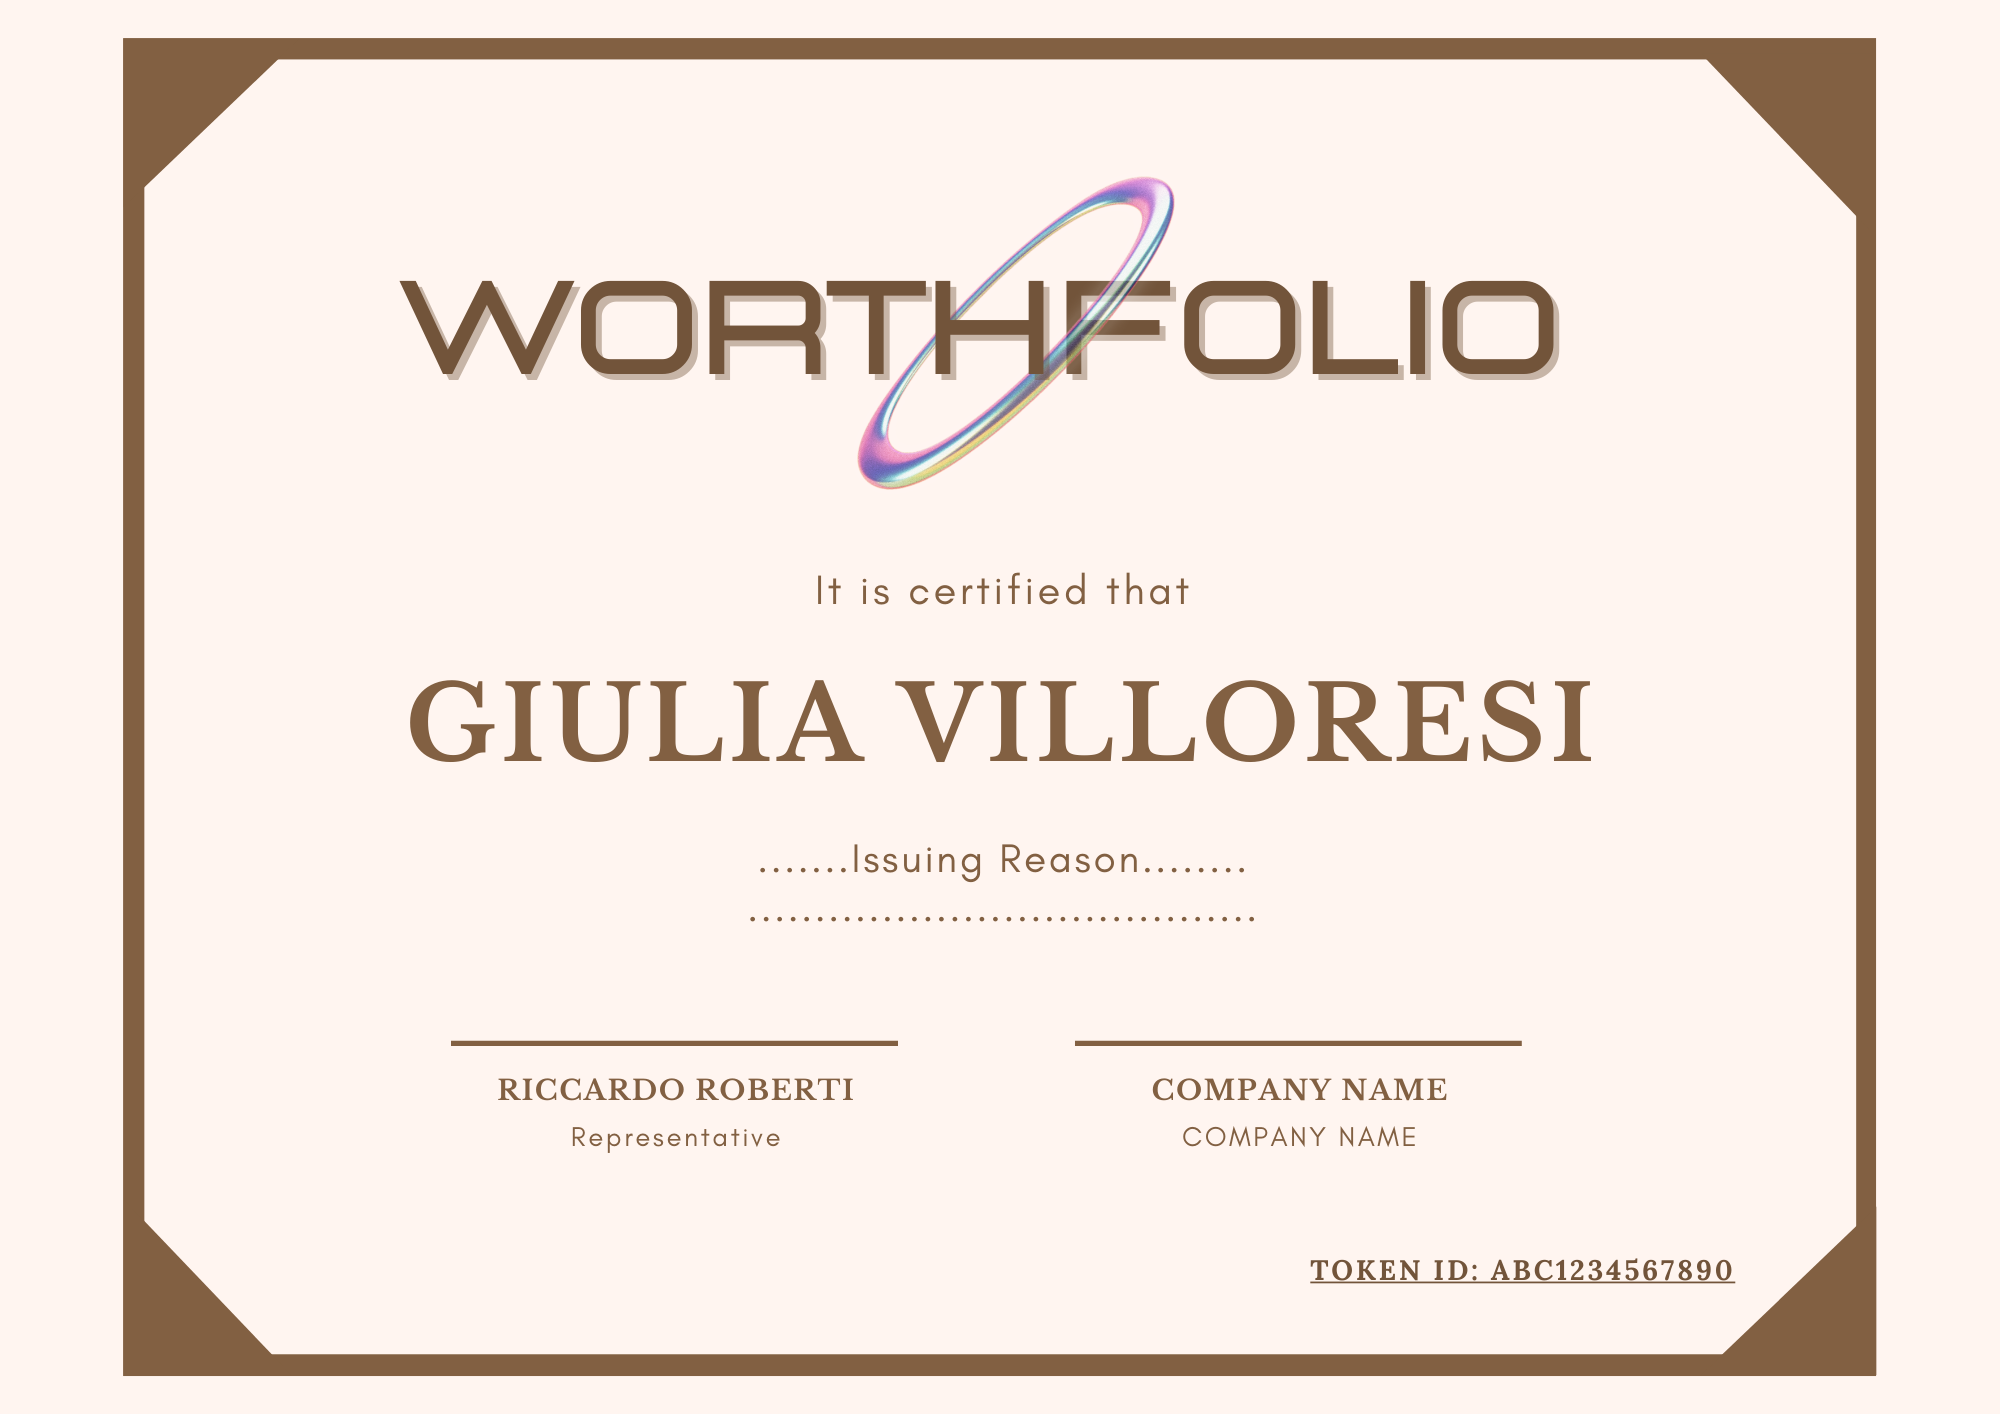 WORTHFOLIO
It is certified that
GIULIA VILLORESI
.......Issuing Reason........
......................................
RICCARDO ROBERTI
Representative
COMPANY NAME
COMPANY NAME
TOKEN ID: ABC1234567890